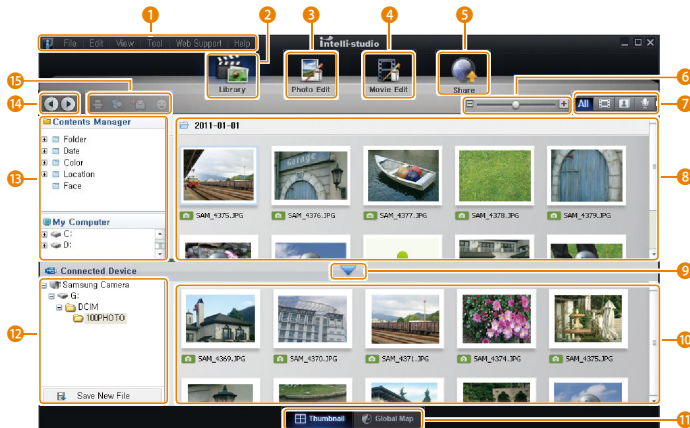 1 2 3 4 5
File Edit View Tool Web Support Help
intelli-studio
Library Photo Edit Movie Edit Share
15
6
14
All
7
Contents Manager
Folder
Date
Color
Location
Face
13
My Computer
C:
D:
2011-01-01
Garage
SAM_4375.JPG SAM_4376.JPG SAM_4377.JPG SAM_4378.JPG SAM_4379.JPG
8
Connected Device
9
Samsung Camera
G:
DCIM
100PHOTO
12
Save New File
SAM_4369.JPG SAM_4370.JPG SAM_4371.JPG SAM_4374.JPG SAM_4375.JPG
10
Thumbnail Global Map
11